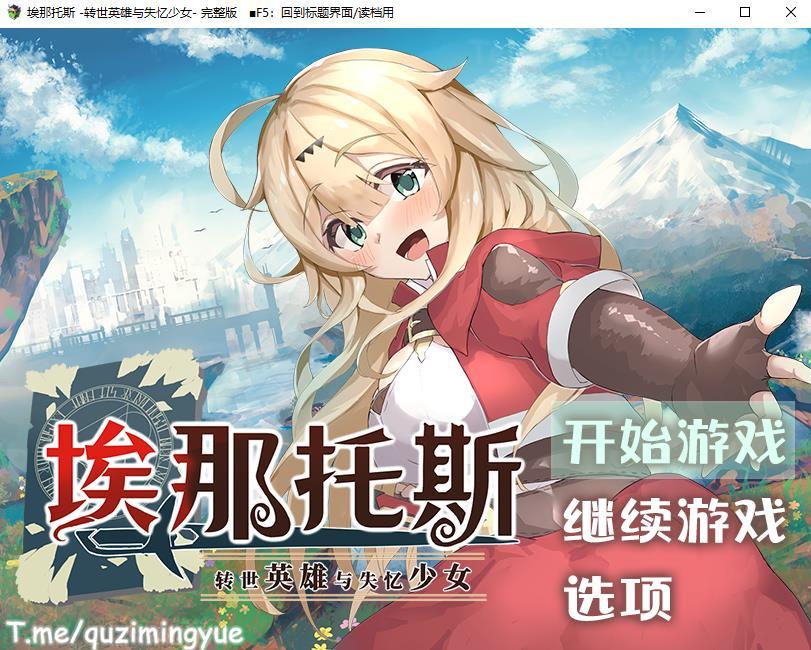 埃那托斯 -转世英雄与失忆少女- 完整版 ■F5：回到标题界面/读档用
埃那托斯
转世英雄与失忆少女
开始游戏
继续游戏
选项
T.me/quzimingyue